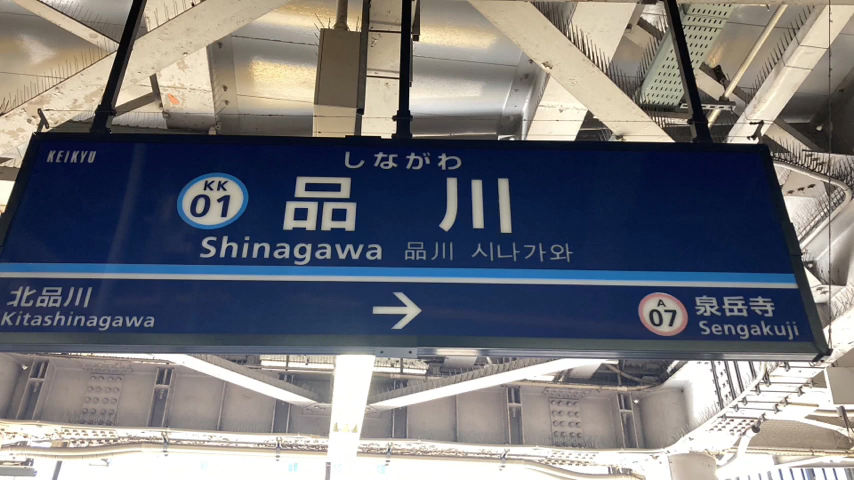 KEIKYU
しながわ
KK
01
品川
Shinagawa 品川 시나가와
北品川
Kitashinagawa
→
A
07
泉岳寺
Sengakuji